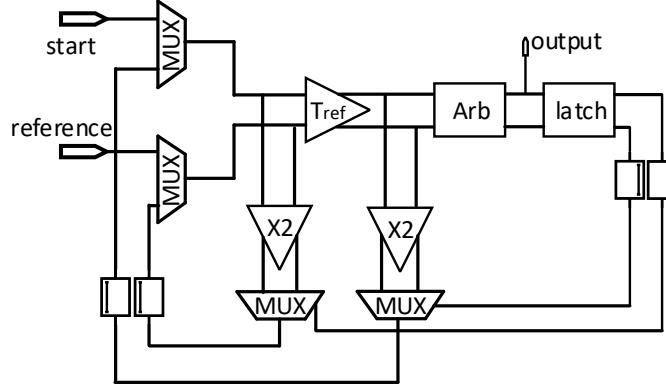 start
MUX
output
Tref
Arb
latch
reference
MUX
X2
X2
MUX
MUX